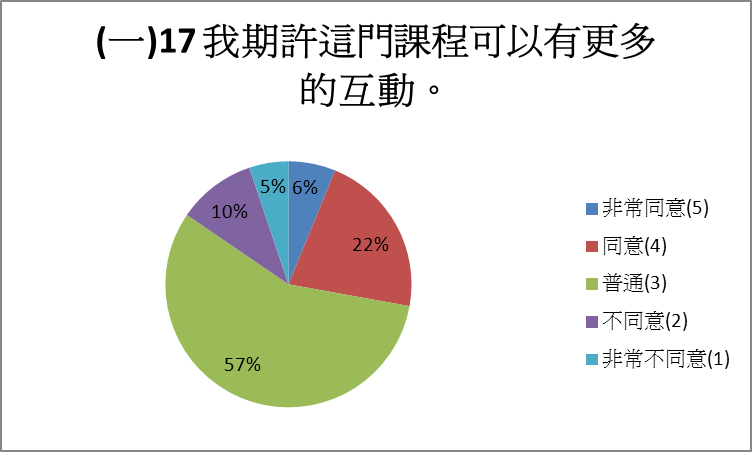 (一)17 我期許這門課程可以有更多
的互動。
5%
6%
10%
22%
57%
非常同意(5)
同意(4)
普通(3)
不同意(2)
非常不同意(1)